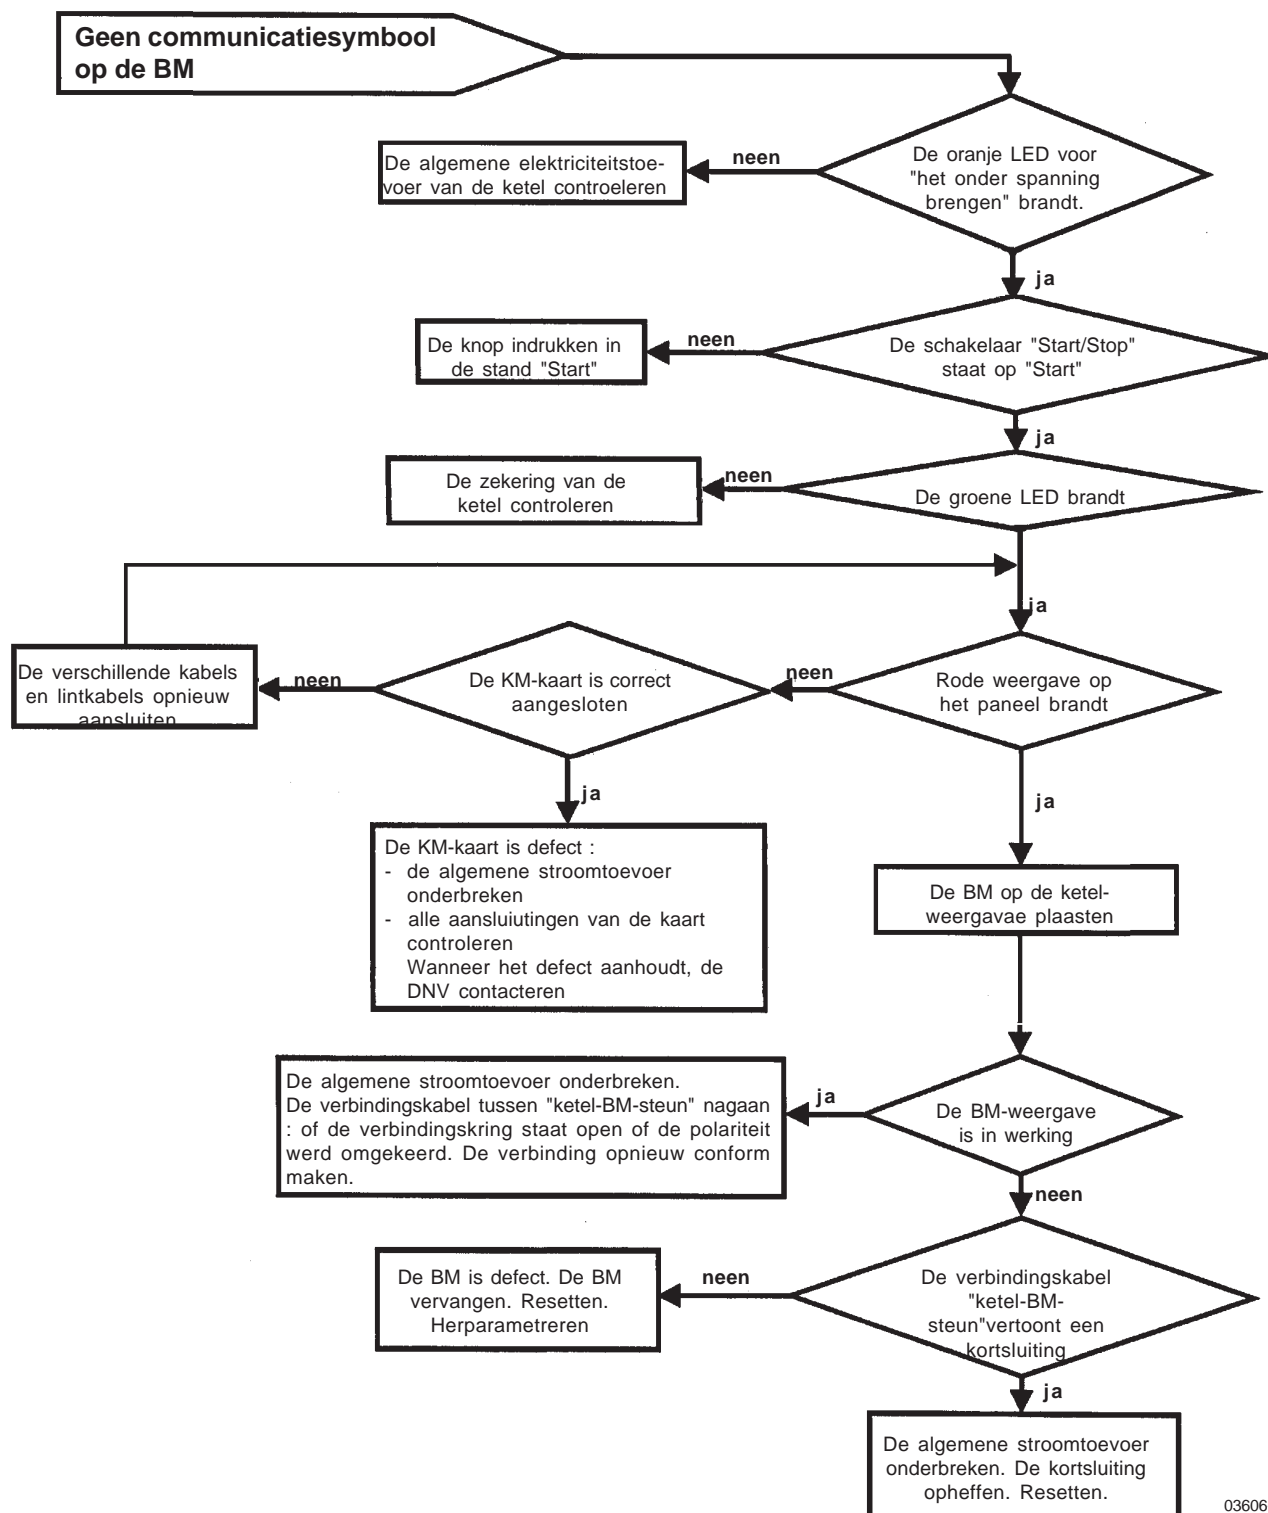 Geen communicatiesymbool
op de BM
De oranje LED voor
"het onder spanning
brengen" brandt.
neen
De algemene elektriciteitstoe-
voer van de ketel controeleren
ja
De schakelaar "Start/Stop"
staat op "Start"
neen
De knop indrukken in
de stand "Start"
ja
De groene LED brandt
neen
De zekering van de
ketel controleren
ja
Rode weergave op
het paneel brandt
neen
De KM-kaart is correct
aangesloten
neen
De verschillende kabels
en lintkabels opnieuw
aansluiten
ja
De KM-kaart is defect :
- de algemene stroomtoevoer
onderbreken
- alle aansluiutingen van de kaart
controleren
Wanneer het defect aanhoudt, de
DNV contacteren
ja
De BM op de ketel-
weergavae plaasten
De BM-weergave
is in werking
ja
De algemene stroomtoevoer onderbreken.
De verbindingskabel tussen "ketel-BM-steun" nagaan
: of de verbindingskring staat open of de polariteit
werd omgekeerd. De verbinding opnieuw conform
maken.
neen
De verbindingskabel
"ketel-BM-
steun"vertoont een
kortsluiting
neen
De BM is defect. De BM
vervangen. Resetten.
Herparametreren
ja
De algemene stroomtoevoer
onderbreken. De kortsluiting
opheffen. Resetten.
03606